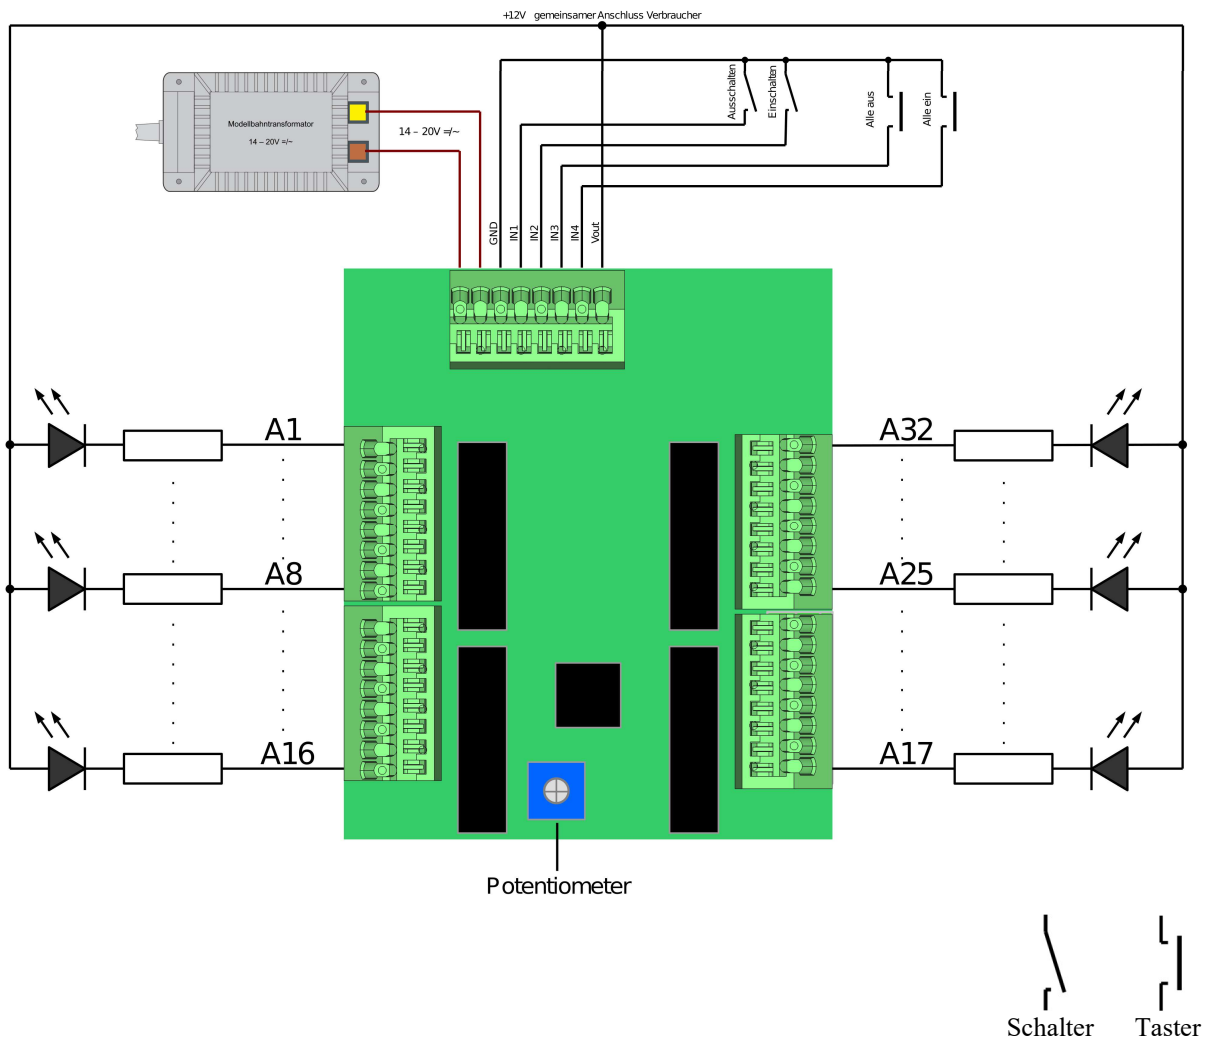 +12V gemeinsamer Anschluss Verbraucher
Ausschalten
Einschalten
Alle aus
Alle ein
Modellbahntransformator
14 – 20V =/~
14 – 20V =/~
GND
IN1
IN2
IN3
IN4
Vout
A1
A32
A8
A25
A16
A17
Potentiometer
Schalter
Taster